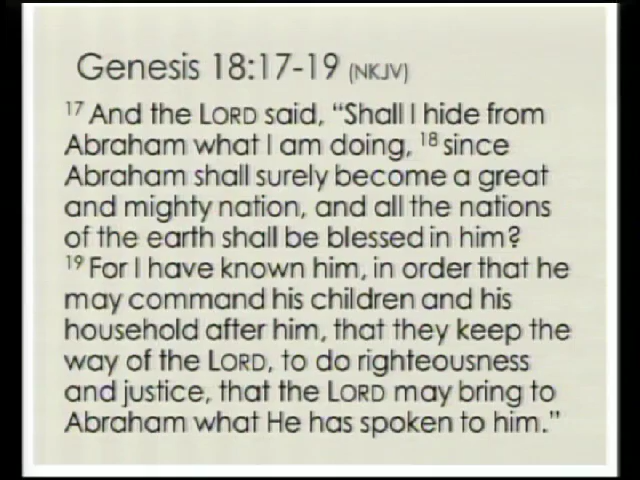 Genesis 18:17-19 (NKJV)
17 And the LORD said, “Shall I hide from
Abraham what I am doing, 18 since
Abraham shall surely become a great
and mighty nation, and all the nations
of the earth shall be blessed in him?
19 For I have known him, in order that he
may command his children and his
household after him, that they keep the
way of the LORD, to do righteousness
and justice, that the LORD may bring to
Abraham what He has spoken to him.”